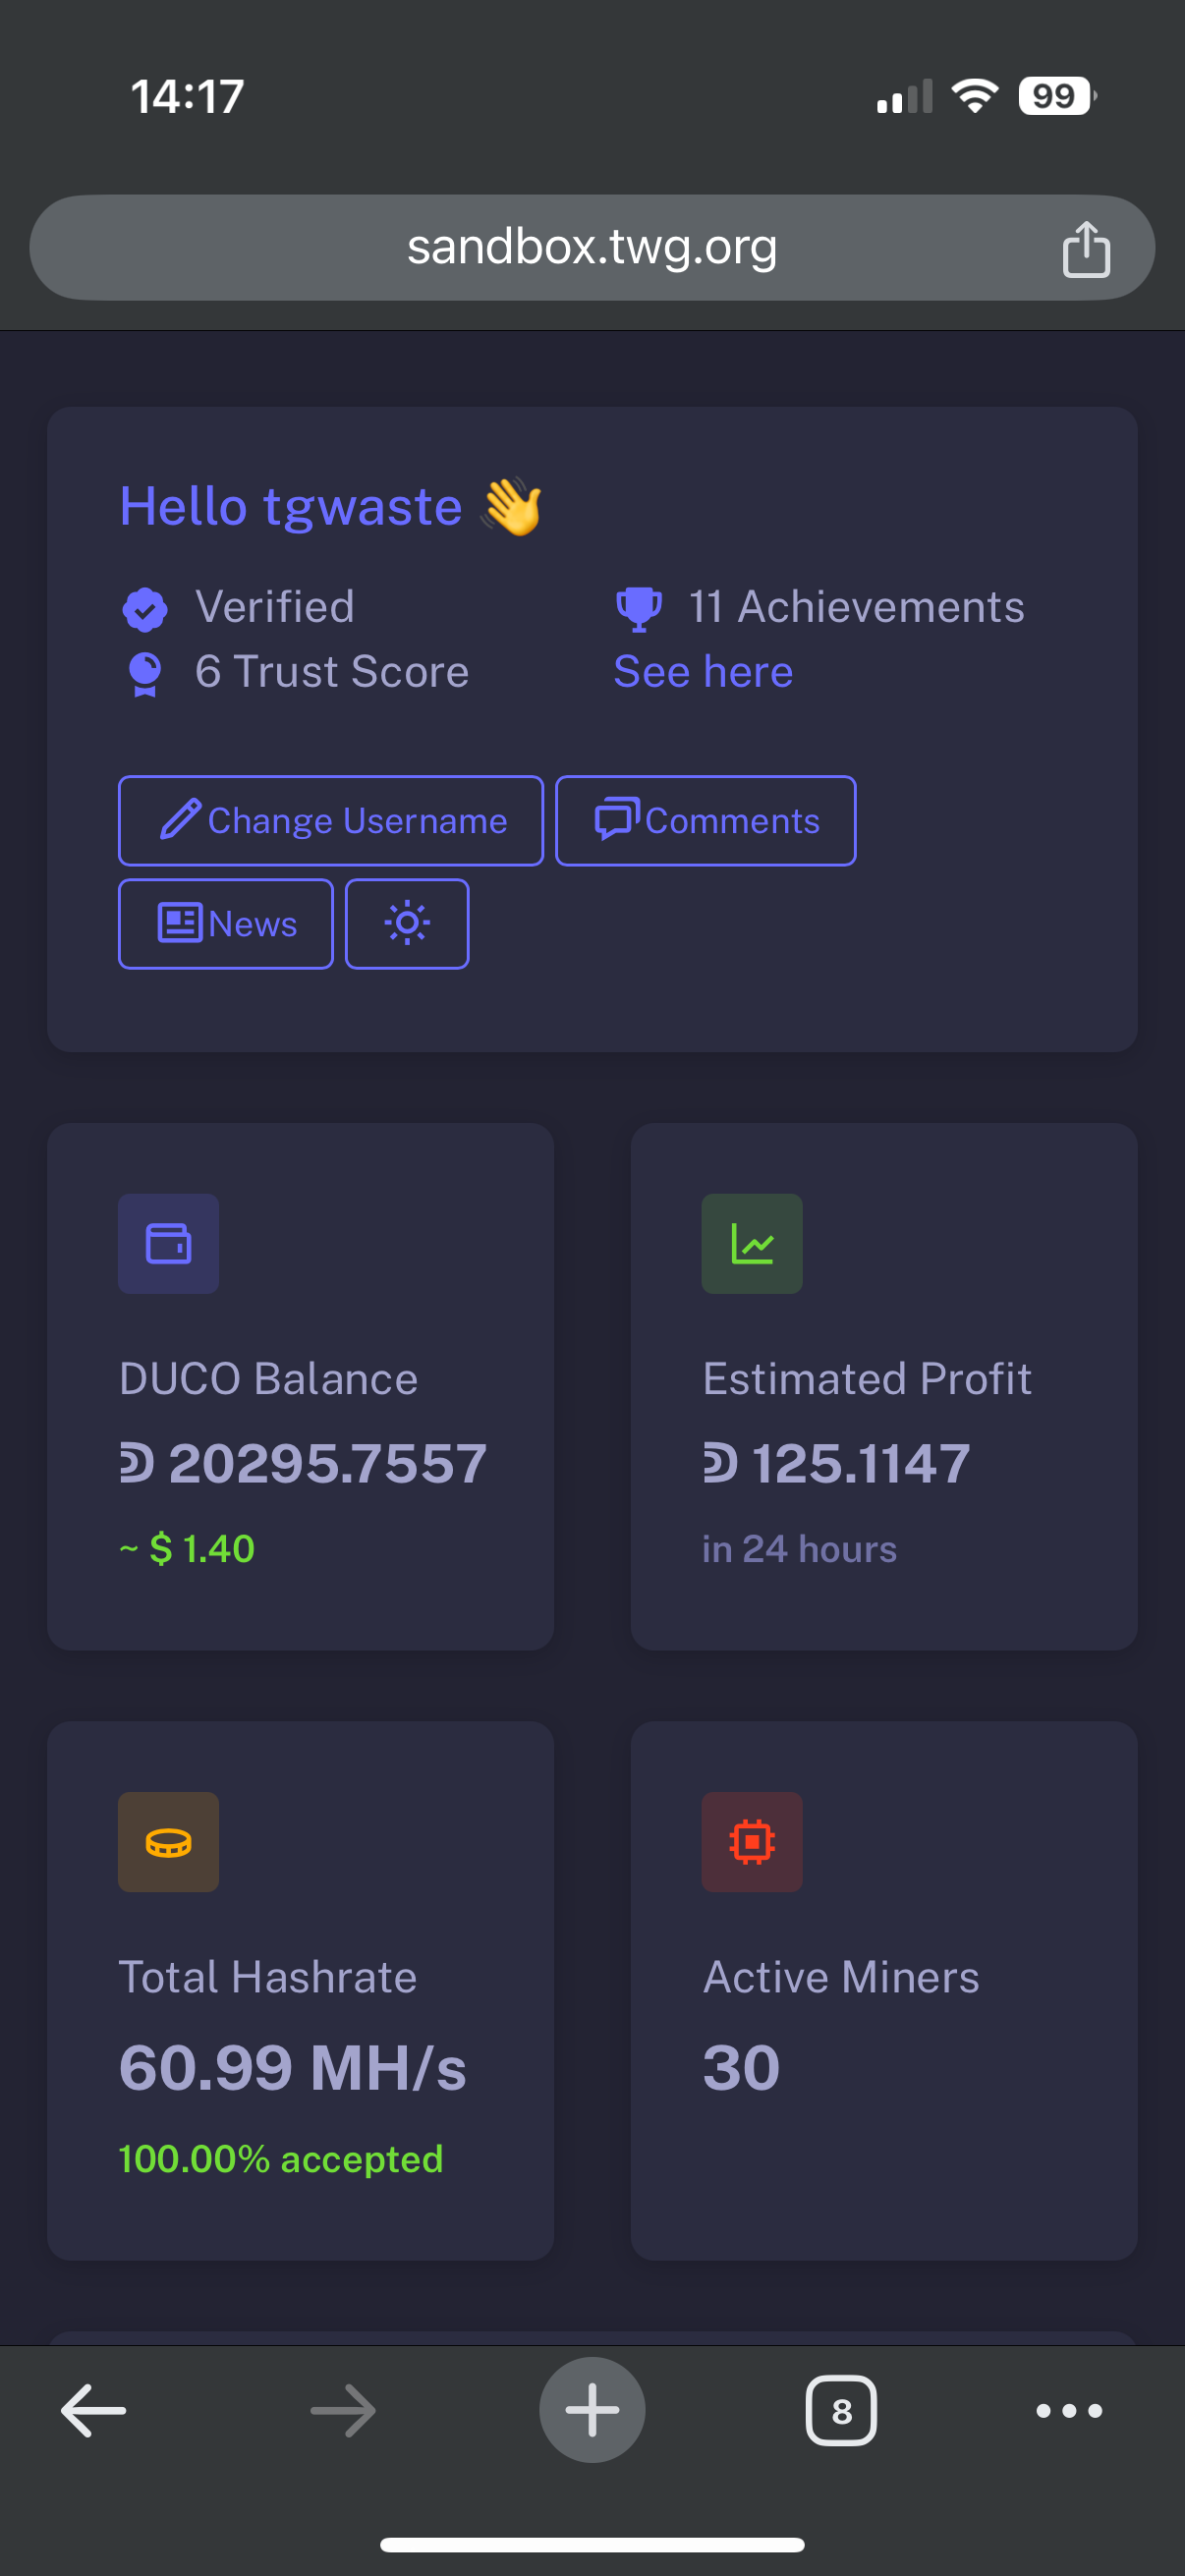 14:17
99
sandbox.twg.org
Hello tgwaste 👋
Verified
11 Achievements
6 Trust Score
See here
Change Username
Comments
News
DUCO Balance
20295.7557
~ $ 1.40
Estimated Profit
125.1147
in 24 hours
Total Hashrate
60.99 MH/s
100.00% accepted
Active Miners
30
8